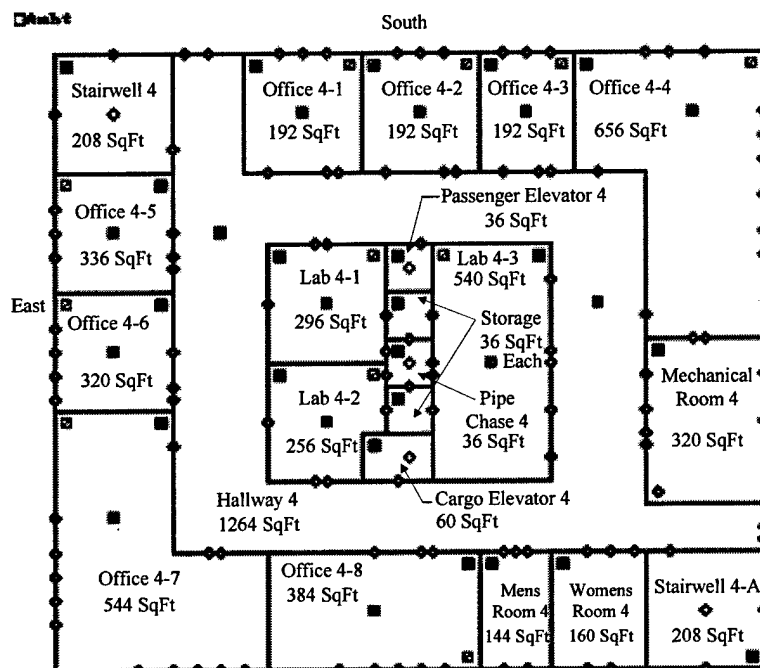 Ambt
South
Stairwell 4
208 SqFt
Office 4-1
192 SqFt
Office 4-2
192 SqFt
Office 4-3
192 SqFt
Office 4-4
656 SqFt
Passenger Elevator 4
36 SqFt
Office 4-5
336 SqFt
Lab 4-1
296 SqFt
Lab 4-3
540 SqFt
East
Office 4-6
320 SqFt
Storage
36 SqFt
Each
Lab 4-2
256 SqFt
Pipe
Chase 4
36 SqFt
Mechanical
Room 4
320 SqFt
Hallway 4
1264 SqFt
Cargo Elevator 4
60 SqFt
Office 4-7
544 SqFt
Office 4-8
384 SqFt
Mens
Room 4
144 SqFt
Womens
Room 4
160 SqFt
Stairwell 4-A
208 SqFt